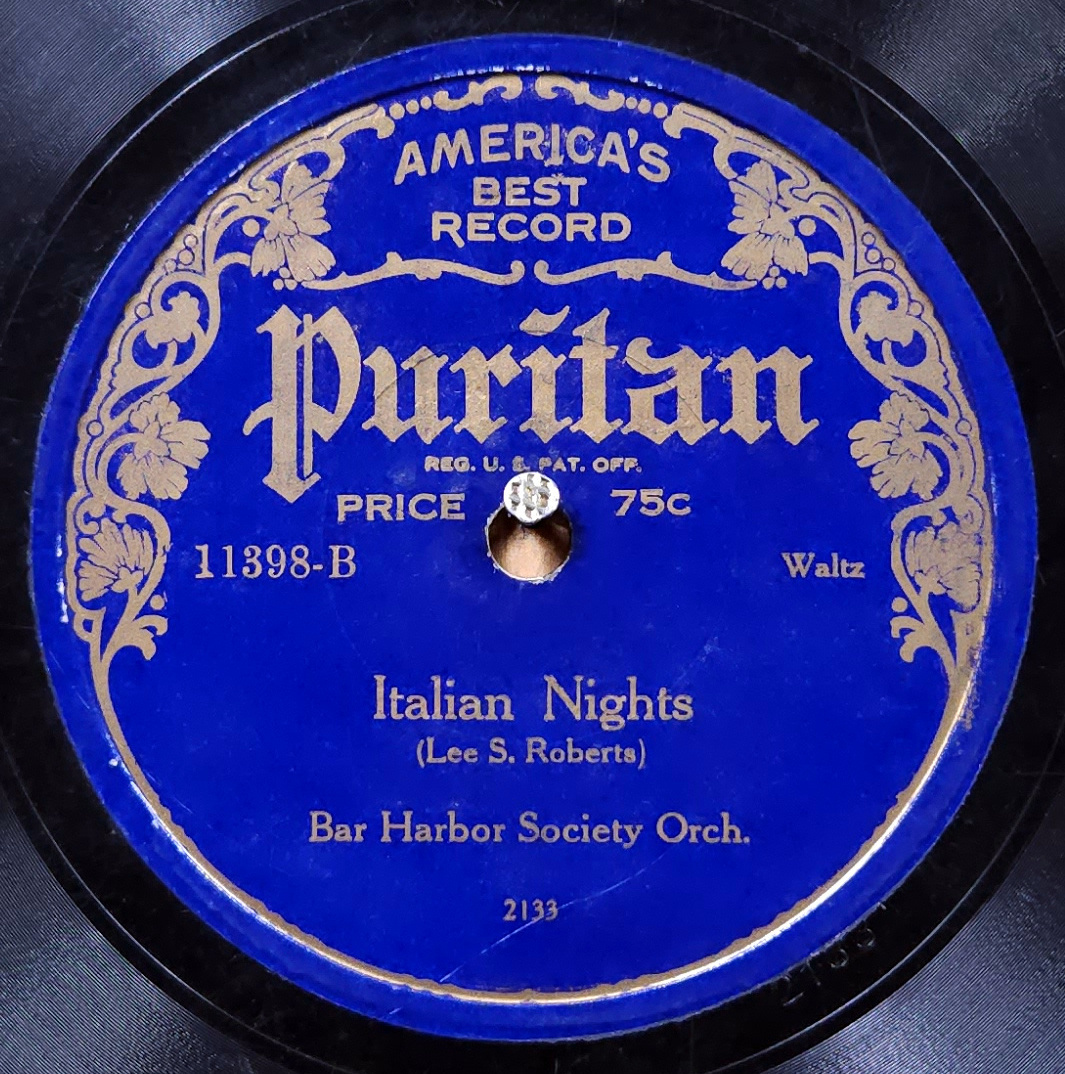 AMERICA'S
BEST
RECORD
Puritan
REG. U. S. PAT. OFF.
PRICE 75c
11398-B Waltz
Italian Nights
(Lee S. Roberts)
Bar Harbor Society Orch.
2133